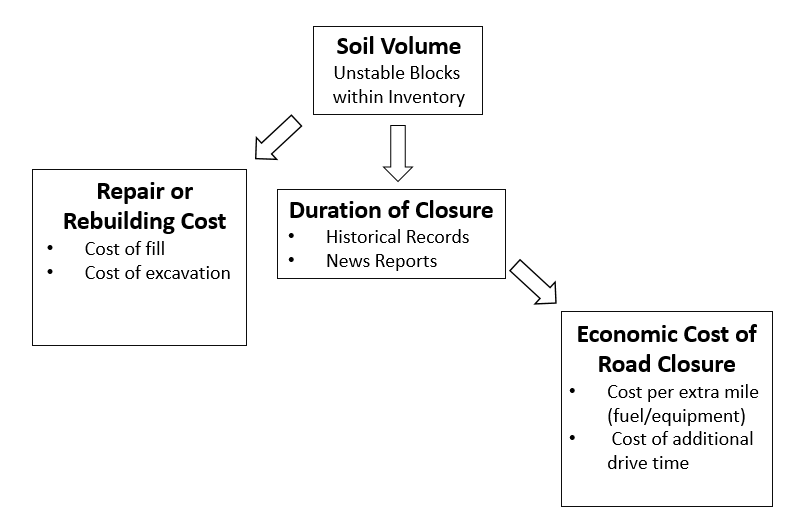 Soil Volume
Unstable Blocks
within Inventory
Repair or
Rebuilding Cost
• Cost of fill
• Cost of excavation
Duration of Closure
• Historical Records
• News Reports
Economic Cost of
Road Closure
• Cost per extra mile
(fuel/equipment)
• Cost of additional
drive time